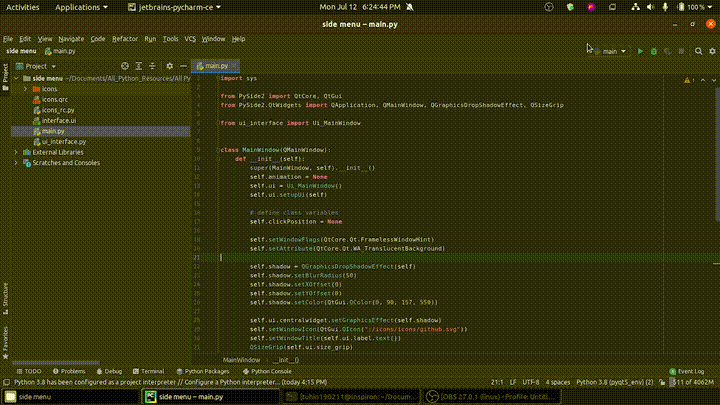 Activities Applications jetbrains-pycharm-ce Mon Jul 12 6:24:44 PM 100 %
side menu – main.py
File Edit View Navigate Code Refactor Run Tools VCS Window Help
side menu main.py main
Project main.py
Project
side menu ~/Documents/All_Python_Resources/All Py
icons
icons.qrc
icons_rc.py
interface.ui
main.py
ui_interface.py
External Libraries
Scratches and Consoles
import sys
from PySide2 import QtCore, QtGui
from PySide2.QtWidgets import QApplication, QMainWindow, QGraphicsDropShadowEffect, QSizeGrip
from ui_interface import Ui_MainWindow
class MainWindow(QMainWindow):
def __init__(self):
super(MainWindow, self).__init__()
self.animation = None
self.ui = Ui_MainWindow()
self.ui.setupUi(self)
# define class variables
self.clickPosition = None
self.setWindowFlags(QtCore.Qt.FramelessWindowHint)
self.setAttribute(QtCore.Qt.WA_TranslucentBackground)
21
self.shadow = QGraphicsDropShadowEffect(self)
self.shadow.setBlurRadius(50)
self.shadow.setXOffset(0)
self.shadow.setYOffset(0)
self.shadow.setColor(QtGui.QColor(0, 98, 157, 550))
self.ui.centralwidget.setGraphicsEffect(self.shadow)
self.setWindowIcon(QtGui.QIcon(":/icons/icons/github.svg"))
self.setWindowTitle(self.ui.label.text())
QSizeGrip(self.ui.size_grip)
Structure
Favorites
MainWindow › __init__()
TODO Problems Debug Terminal Python Packages Python Console Event Log
Python 3.8 has been configured as a project interpreter // Configure a Python interpreter... (today 4:15 PM) 21:1 LF UTF-8 4 spaces Python 3.8 (pyqt5_env) (2) 511 of 4062M
side menu side menu – main.py [tuhin190211@inspiron: ~/Docum... [OBS 27.0.1 (linux) - Profile: Untitl...